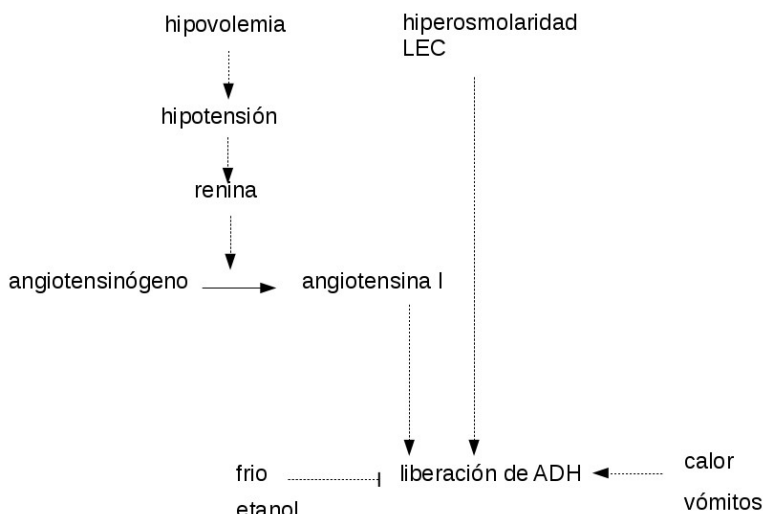 hipovolemia
hiperosmolaridad
LEC
hipotensión
renina
angiotensinógeno
angiotensina I
liberación de ADH
frio
etanol
calor
vómitos